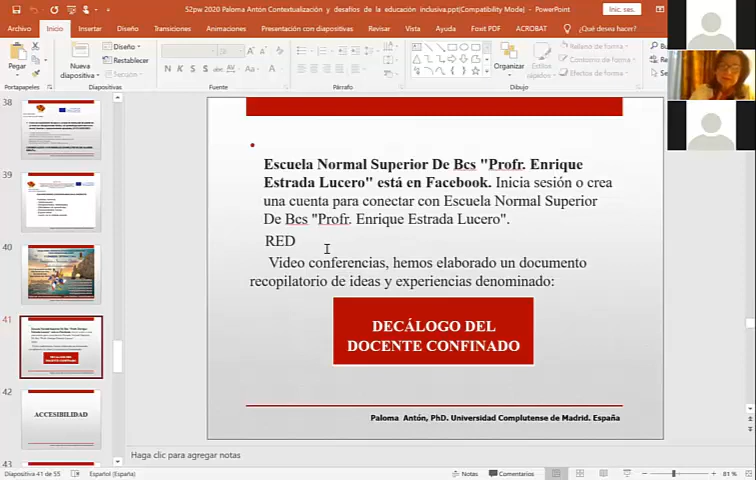 52pw 2020 Paloma Antón Contextualización y desafíos de la educación inclusiva.ppt [Compatibility Mode] - PowerPoint
Inic. ses.
Archivo Inicio Insertar Diseño Transiciones Animaciones Presentación con diapositivas Revisar Vista Ayuda Foxit PDF ACROBAT ¿Qué desea hacer?
Pegar
Nueva
diapositiva
Diseño
Restablecer
Sección
N K S
Organizar
Estilos
rápidos
Relleno de forma
Contorno de forma
Efectos de forma
Portapapeles Diapositivas Fuente Párrafo Dibujo
38
39
40
41
42
ACCESIBILIDAD
43
Escuela Normal Superior De Bcs "Profr. Enrique
Estrada Lucero" está en Facebook. Inicia sesión o crea
una cuenta para conectar con Escuela Normal Superior
De Bcs "Profr. Enrique Estrada Lucero".
RED
Video conferencias, hemos elaborado un documento
recopilatorio de ideas y experiencias denominado:
DECÁLOGO DEL
DOCENTE CONFINADO
Paloma Antón, PhD. Universidad Complutense de Madrid. España
Haga clic para agregar notas
Diapositiva 41 de 55 Español (España) Notas Comentarios 81 %